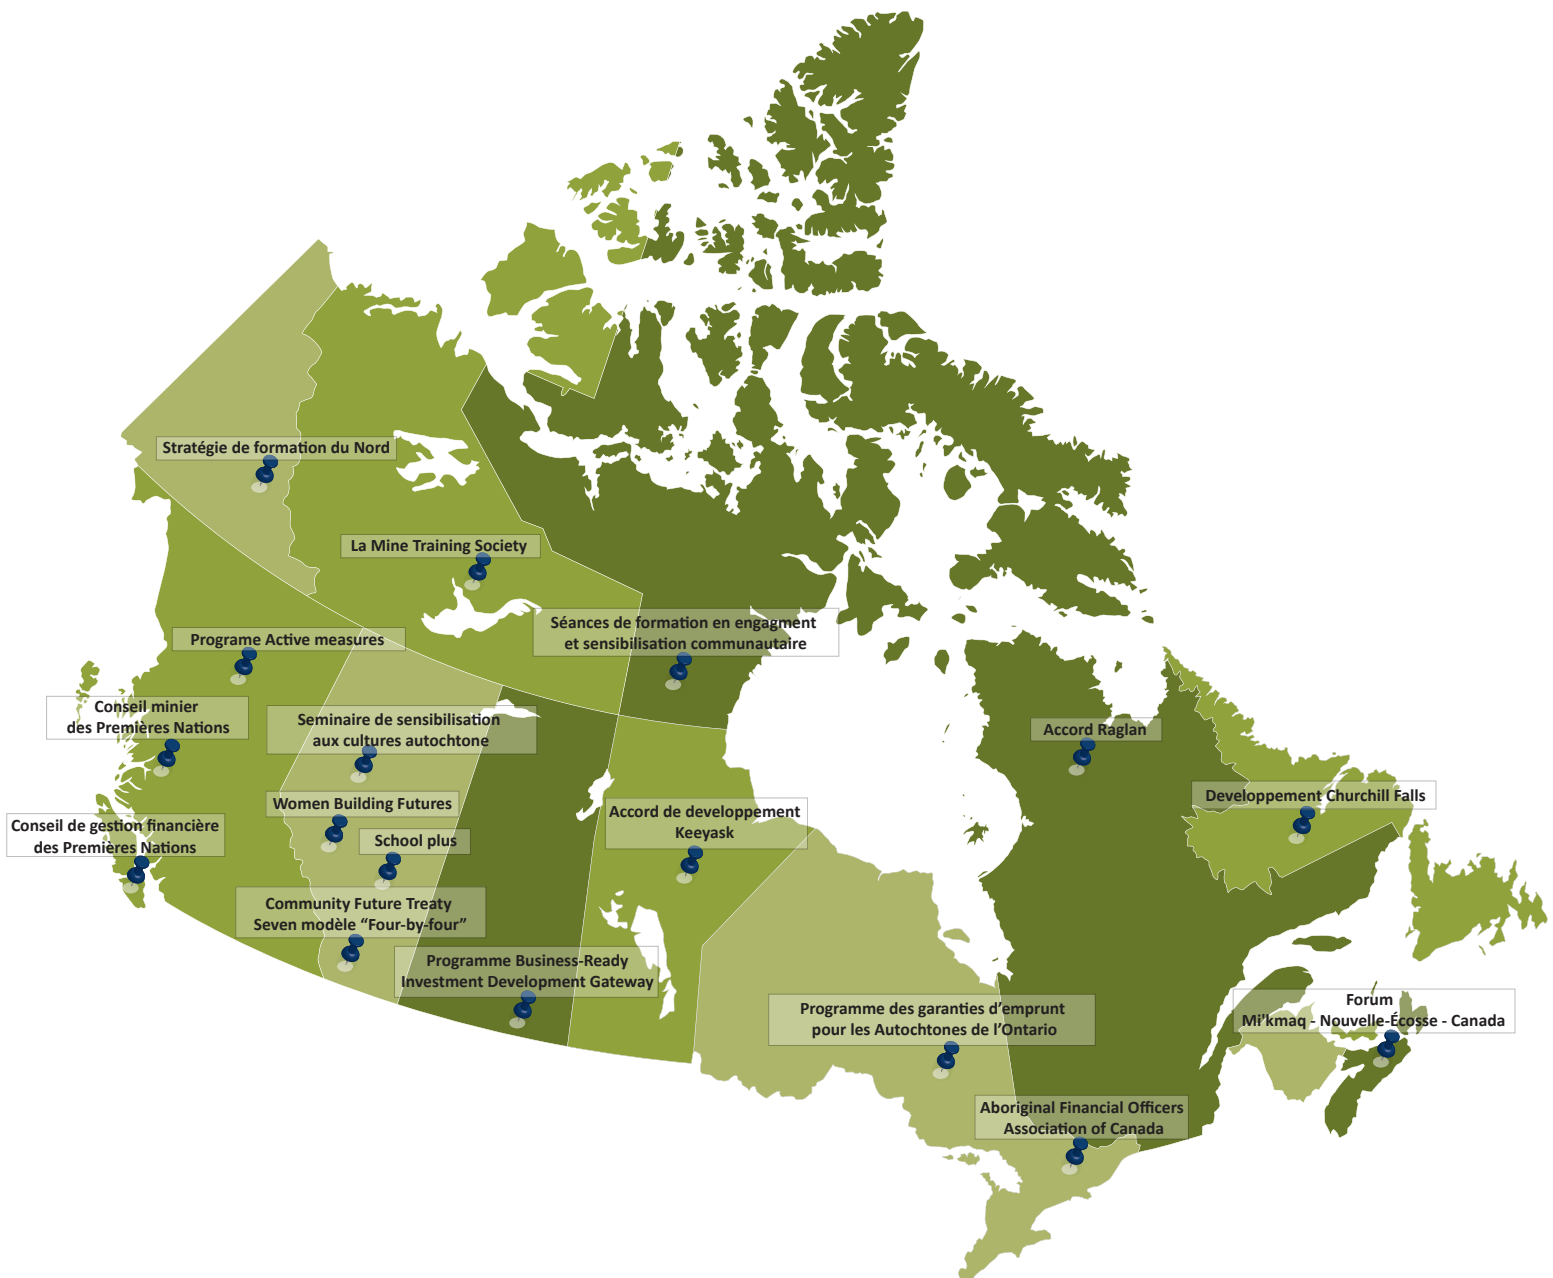 Stratégie de formation du Nord
La Mine Training Society
Séances de formation en engagment
et sensibilisation communautaire
Programe Active measures
Conseil minier
des Premières Nations
Seminaire de sensibilisation
aux cultures autochtone
Accord Raglan
Developpement Churchill Falls
Women Building Futures
Accord de developpement
Keeyask
Conseil de gestion financière
des Premières Nations
School plus
Community Future Treaty
Seven modèle “Four-by-four”
Programme Business-Ready
Investment Development Gateway
Programme des garanties d’emprunt
pour les Autochtones de l’Ontario
Forum
Mi’kmaq - Nouvelle-Écosse - Canada
Aboriginal Financial Officers
Association of Canada